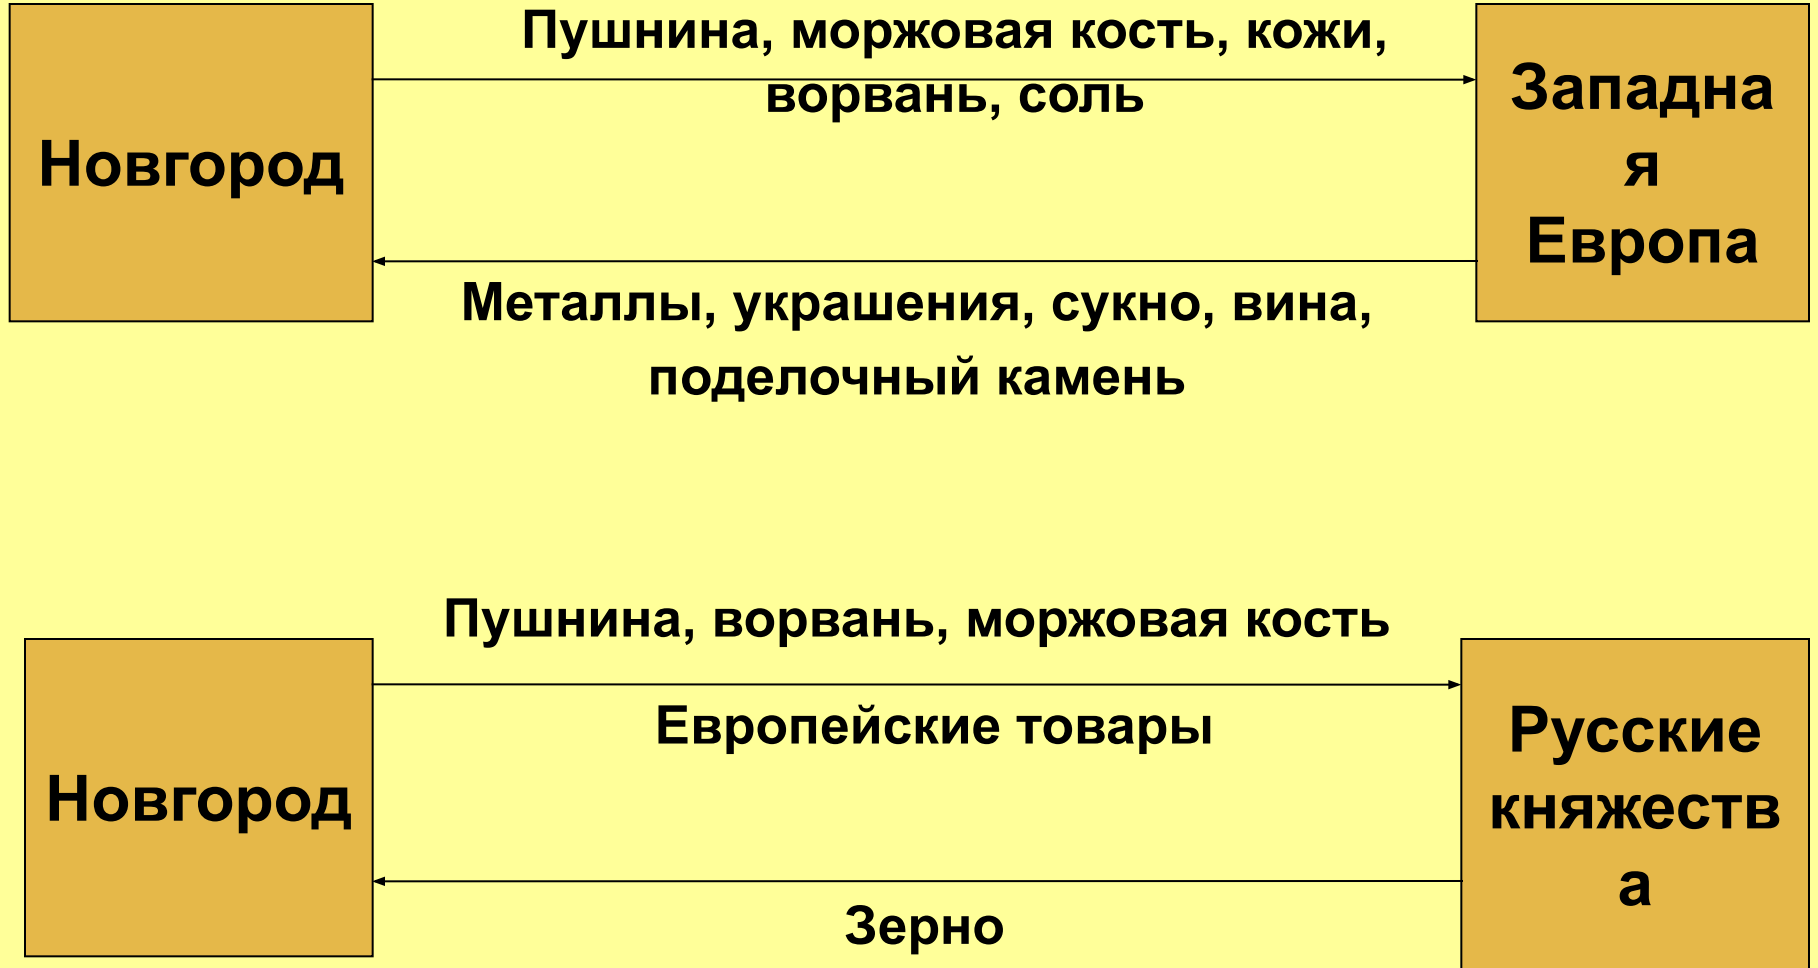 Пушнина, моржовая кость, кожи,
ворвань, соль
Новгород
Западна
я
Европа
Металлы, украшения, сукно, вина,
поделочный камень
Пушнина, ворвань, моржовая кость
Европейские товары
Новгород
Русские
княжеств
а
Зерно